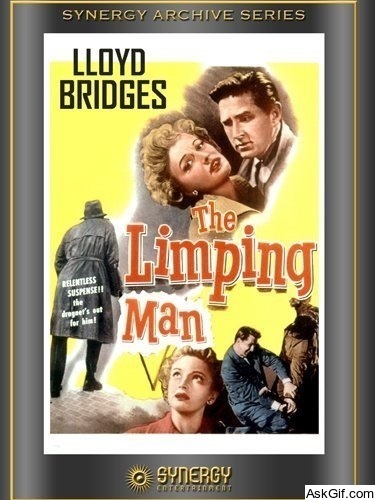 SYNERGY ARCHIVE SERIES
LLOYD
BRIDGES
The
Limping
Man
RELENTLESS
SUSPENSE!!
the
dragnet's out
for him!
SYNERGY
ENTERTAINMENT
AskGif.com